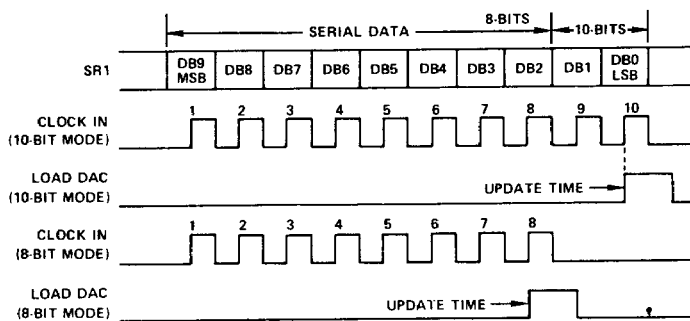 SERIAL DATA 8-BITS 10-BITS
SR1 DB9 MSB DB8 DB7 DB6 DB5 DB4 DB3 DB2 DB1 DB0 LSB
1 2 3 4 5 6 7 8 9 10
CLOCK IN
(10-BIT MODE)
LOAD DAC
(10-BIT MODE) UPDATE TIME
CLOCK IN
(8-BIT MODE)
1 2 3 4 5 6 7 8
LOAD DAC
(8-BIT MODE) UPDATE TIME